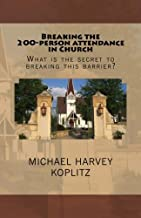 Breaking the
200-person attendance
in Church
What is the secret to
breaking this barrier?
MICHAEL HARVEY
KOPLITZ